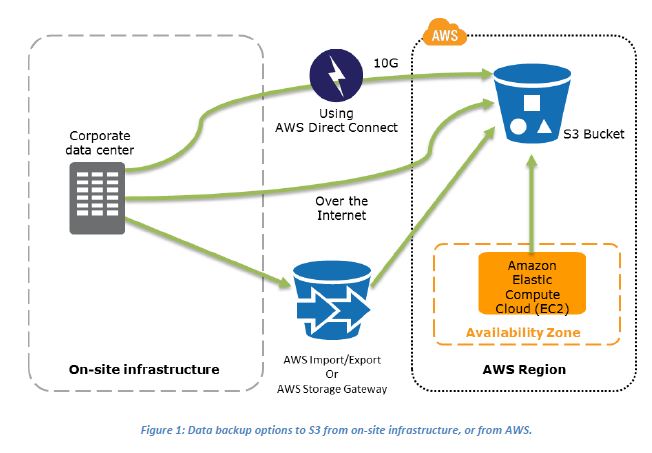 AWS
10G
Using
AWS Direct Connect
Corporate
data center
S3 Bucket
Over the
Internet
Amazon
Elastic
Compute
Cloud (EC2)
Availability Zone
AWS Import/Export
Or
AWS Storage Gateway
On-site infrastructure
AWS Region
Figure 1: Data backup options to S3 from on-site infrastructure, or from AWS.